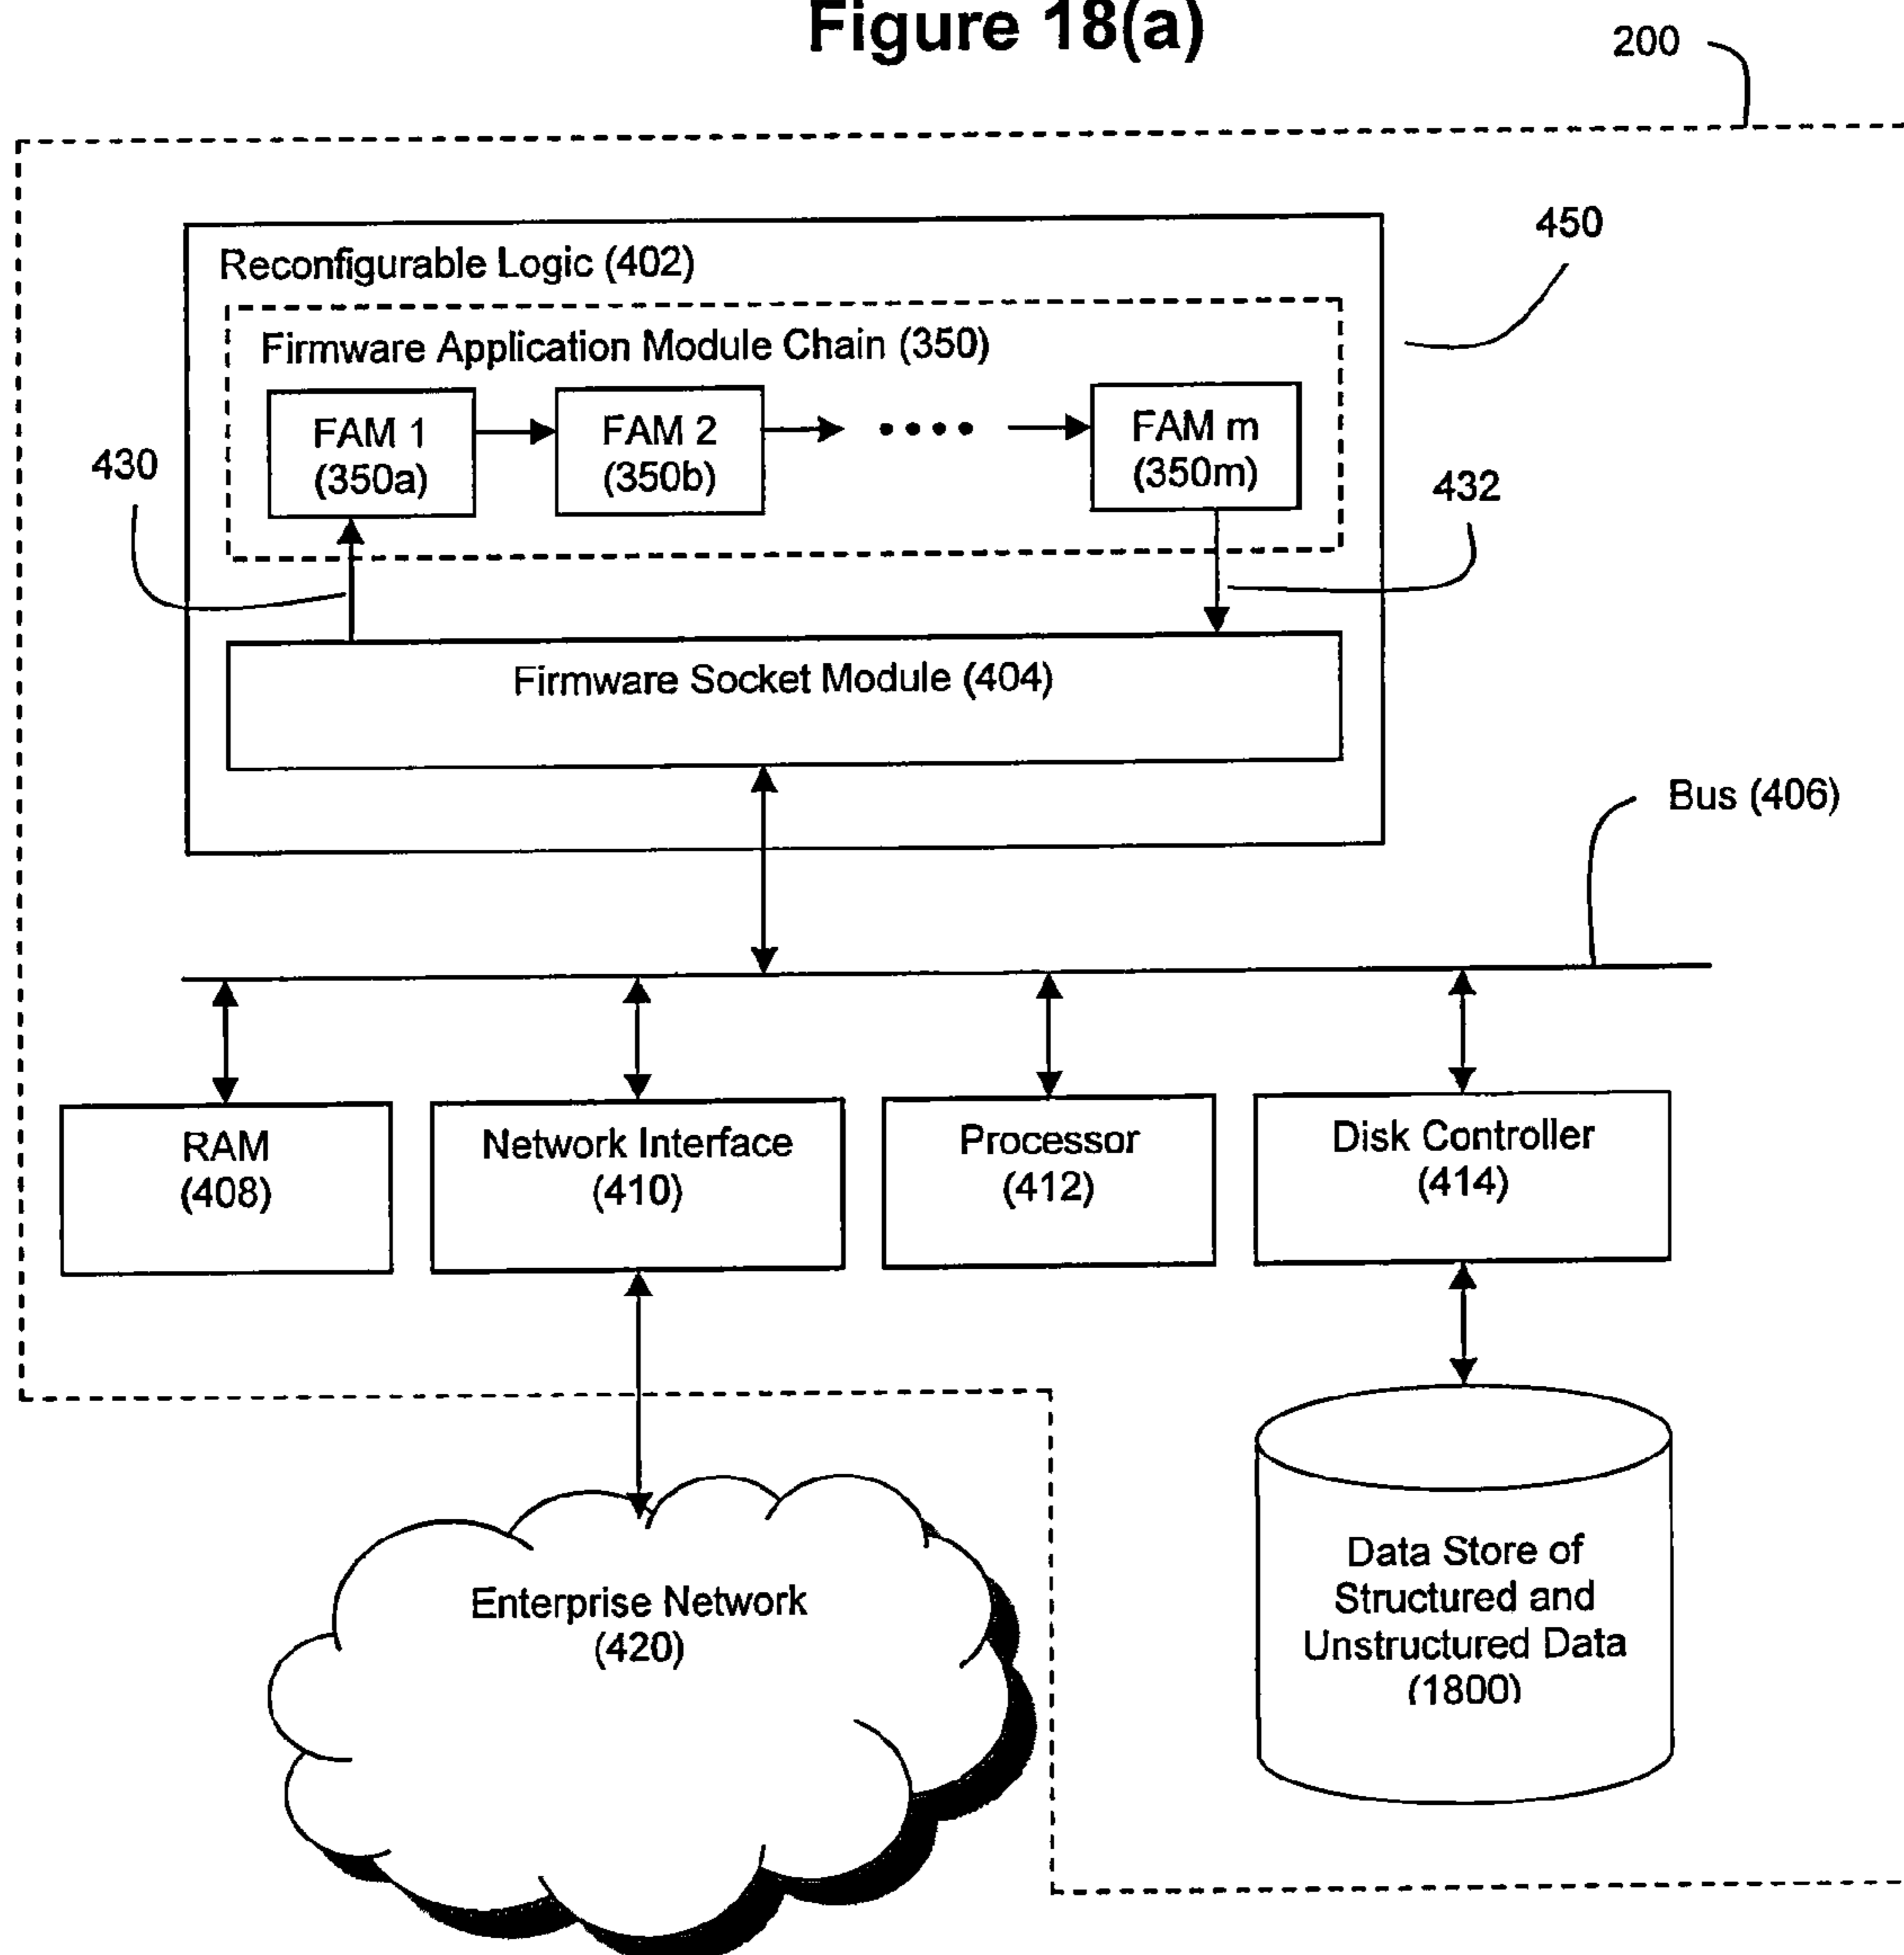 Figure 18(a)
200
450
Reconfigurable Logic (402)
Firmware Application Module Chain (350)
FAM 1
(350a)
FAM 2
(350b)
••••
FAM m
(350m)
430
432
Firmware Socket Module (404)
Bus (406)
RAM
(408)
Network Interface
(410)
Processor
(412)
Disk Controller
(414)
Enterprise Network
(420)
Data Store of
Structured and
Unstructured Data
(1800)